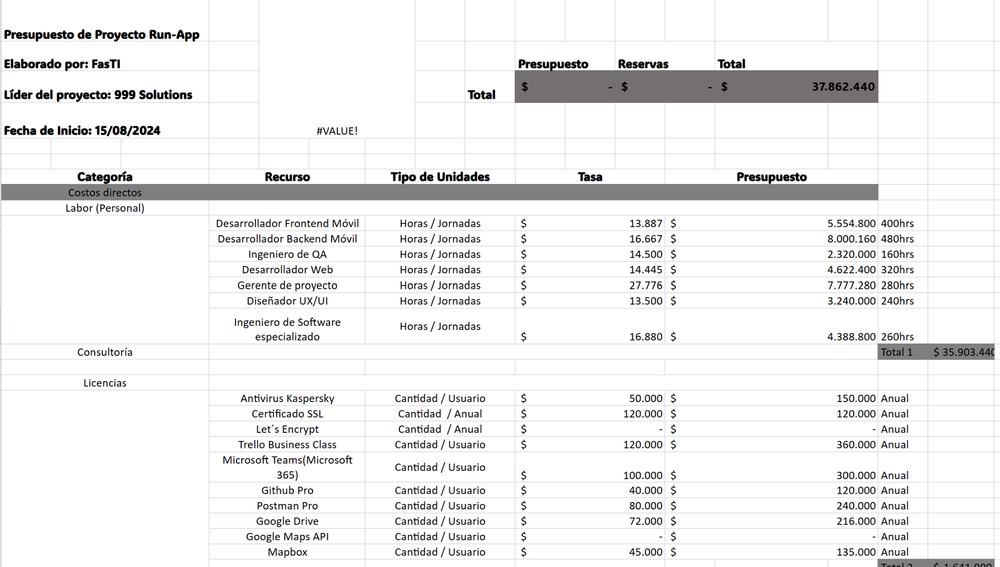 Presupuesto de Proyecto Run-App
Elaborado por: FasTI
Presupuesto Reservas Total
Líder del proyecto: 999 Solutions Total $ - $ - $ 37.862.440
Fecha de Inicio: 15/08/2024 #VALUE!
Categoría Recurso Tipo de Unidades Tasa Presupuesto
Costos directos
Labor (Personal)
Desarrollador Frontend Móvil Horas / Jornadas $ 13.887 $ 5.554.800 400hrs
Desarrollador Backend Móvil Horas / Jornadas $ 16.667 $ 8.000.160 480hrs
Ingeniero de QA Horas / Jornadas $ 14.500 $ 2.320.000 160hrs
Desarrollador Web Horas / Jornadas $ 14.445 $ 4.622.400 320hrs
Gerente de proyecto Horas / Jornadas $ 27.776 $ 7.777.280 280hrs
Diseñador UX/UI Horas / Jornadas $ 13.500 $ 3.240.000 240hrs
Ingeniero de Software
especializado Horas / Jornadas $ 16.880 $ 4.388.800 260hrs
Consultoría Total 1 $ 35.903.440
Licencias
Antivirus Kaspersky Cantidad / Usuario $ 50.000 $ 150.000 Anual
Certificado SSL Cantidad / Anual $ 120.000 $ 120.000 Anual
Let´s Encrypt Cantidad / Anual $ - $ - Anual
Trello Business Class Cantidad / Usuario $ 120.000 $ 360.000 Anual
Microsoft Teams(Microsoft
365) Cantidad / Usuario $ 100.000 $ 300.000 Anual
Github Pro Cantidad / Usuario $ 40.000 $ 120.000 Anual
Postman Pro Cantidad / Usuario $ 80.000 $ 240.000 Anual
Google Drive Cantidad / Usuario $ 72.000 $ 216.000 Anual
Google Maps API Cantidad / Usuario $ - $ - Anual
Mapbox Cantidad / Usuario $ 45.000 $ 135.000 Anual
Total 2 $ 1.641.000